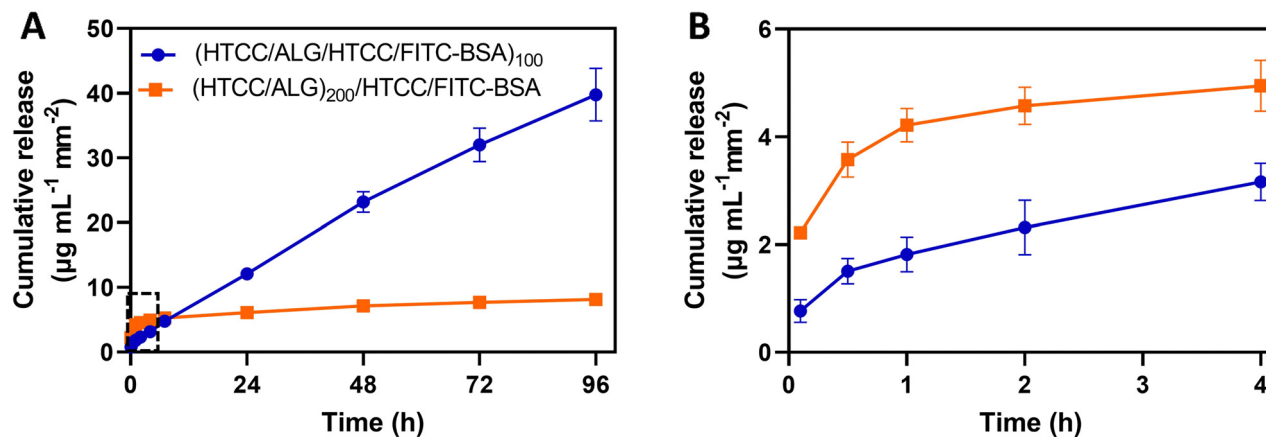 A
50
40
30
20
10
0
0 24 48 72 96
Time (h)
Cumulative release
(µg mL⁻¹ mm⁻²)
(HTCC/ALG/HTCC/FITC-BSA)₁₀₀
(HTCC/ALG)₂₀₀/HTCC/FITC-BSA
B
6
4
2
0
0 1 2 3 4
Time (h)
Cumulative release
(µg mL⁻¹mm⁻²)